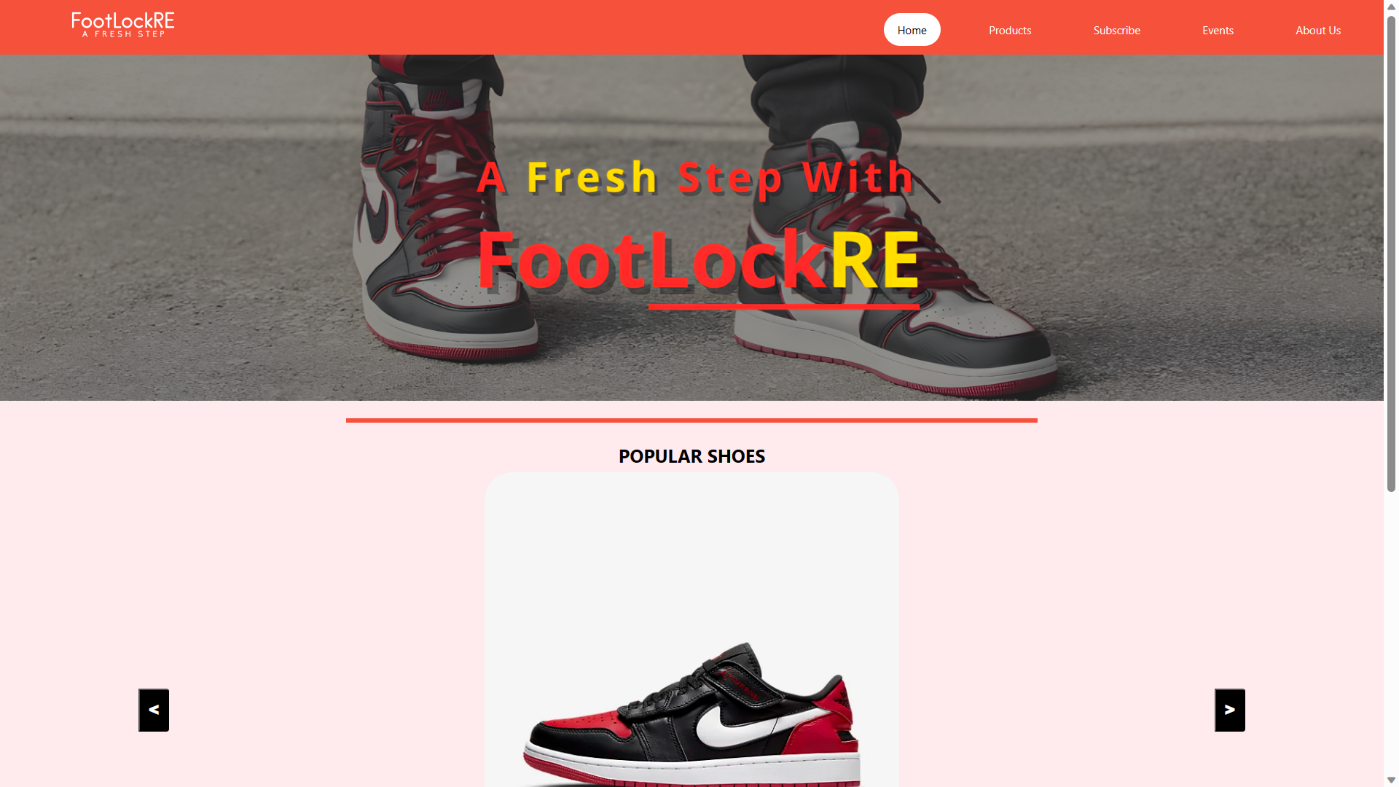 FootLockRE
A FRESH STEP
Home
Products
Subscribe
Events
About Us
A Fresh Step With
FootLockRE
POPULAR SHOES
<
>